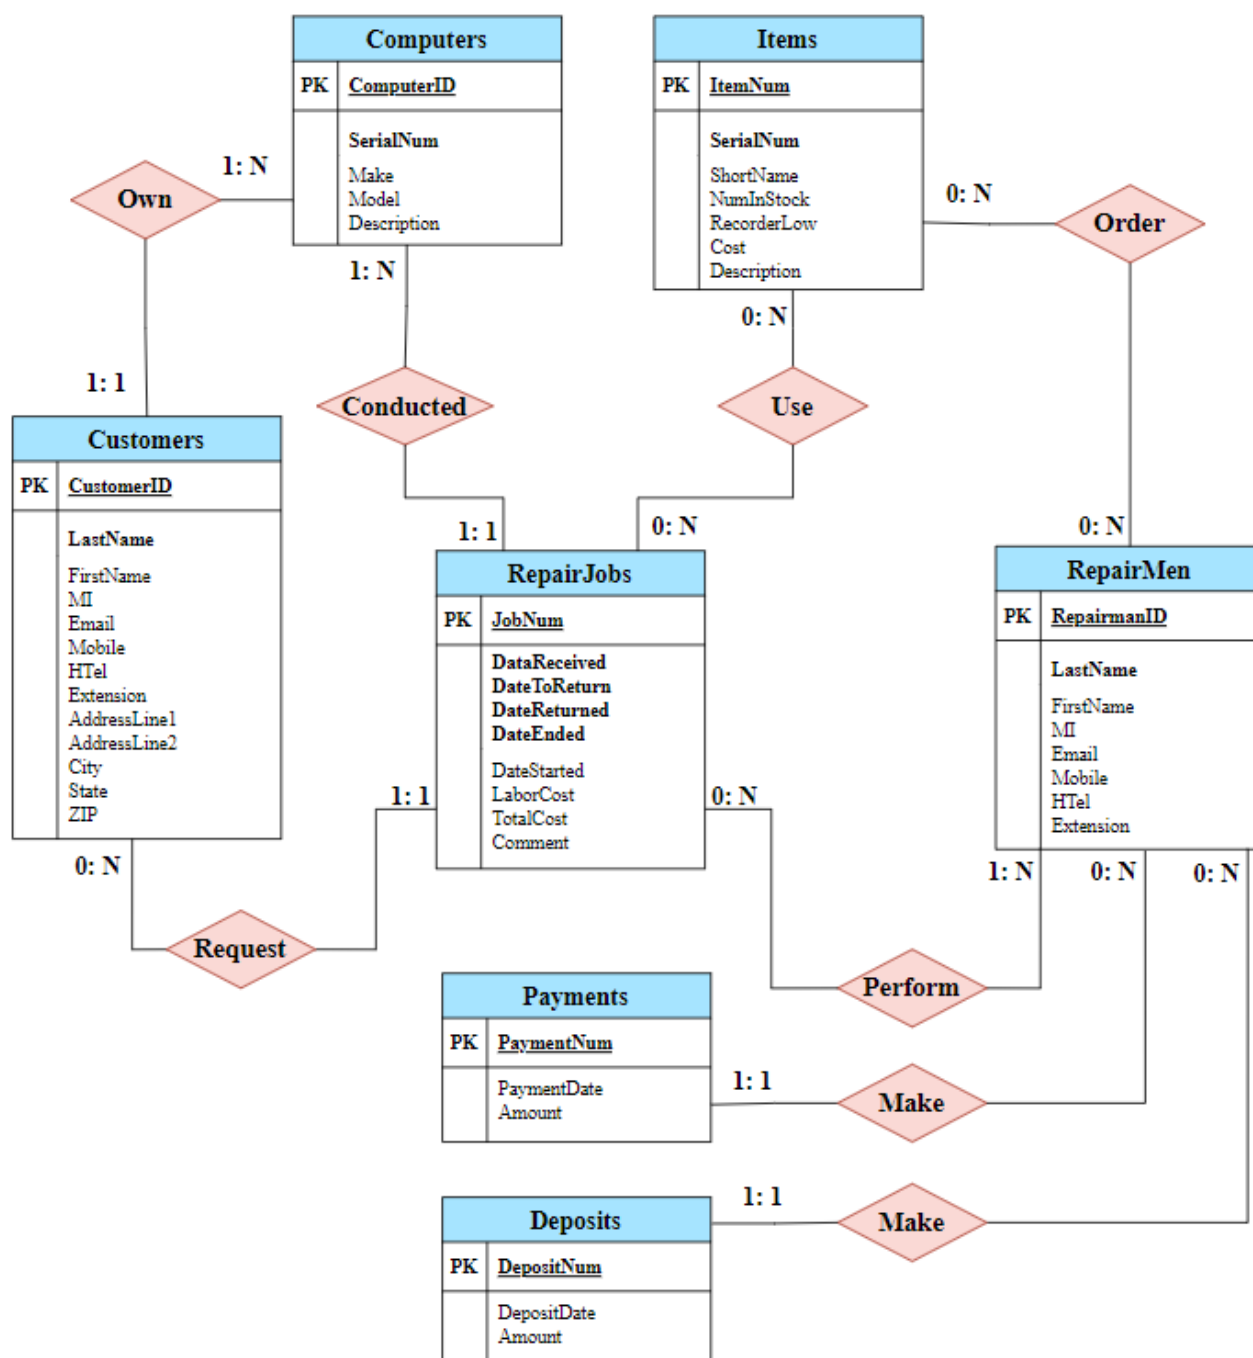 Computers
PK ComputerID
SerialNum
Make
Model
Description
Items
PK ItemNum
SerialNum
ShortName
NumInStock
RecorderLow
Cost
Description
Own
1: N
0: N
Order
1: N
0: N
1: 1
Conducted
Use
Customers
PK CustomerID
LastName
FirstName
MI
Email
Mobile
HTel
Extension
AddressLine1
AddressLine2
City
State
ZIP
1: 1
0: N
0: N
RepairJobs
PK JobNum
DataReceived
DateToReturn
DateReturned
DateEnded
DateStarted
LaborCost
TotalCost
Comment
RepairMen
PK RepairmanID
LastName
FirstName
MI
Email
Mobile
HTel
Extension
1: 1
0: N
0: N
1: N
0: N
0: N
Request
Perform
Payments
PK PaymentNum
PaymentDate
Amount
1: 1
Make
Deposits
PK DepositNum
DepositDate
Amount
1: 1
Make